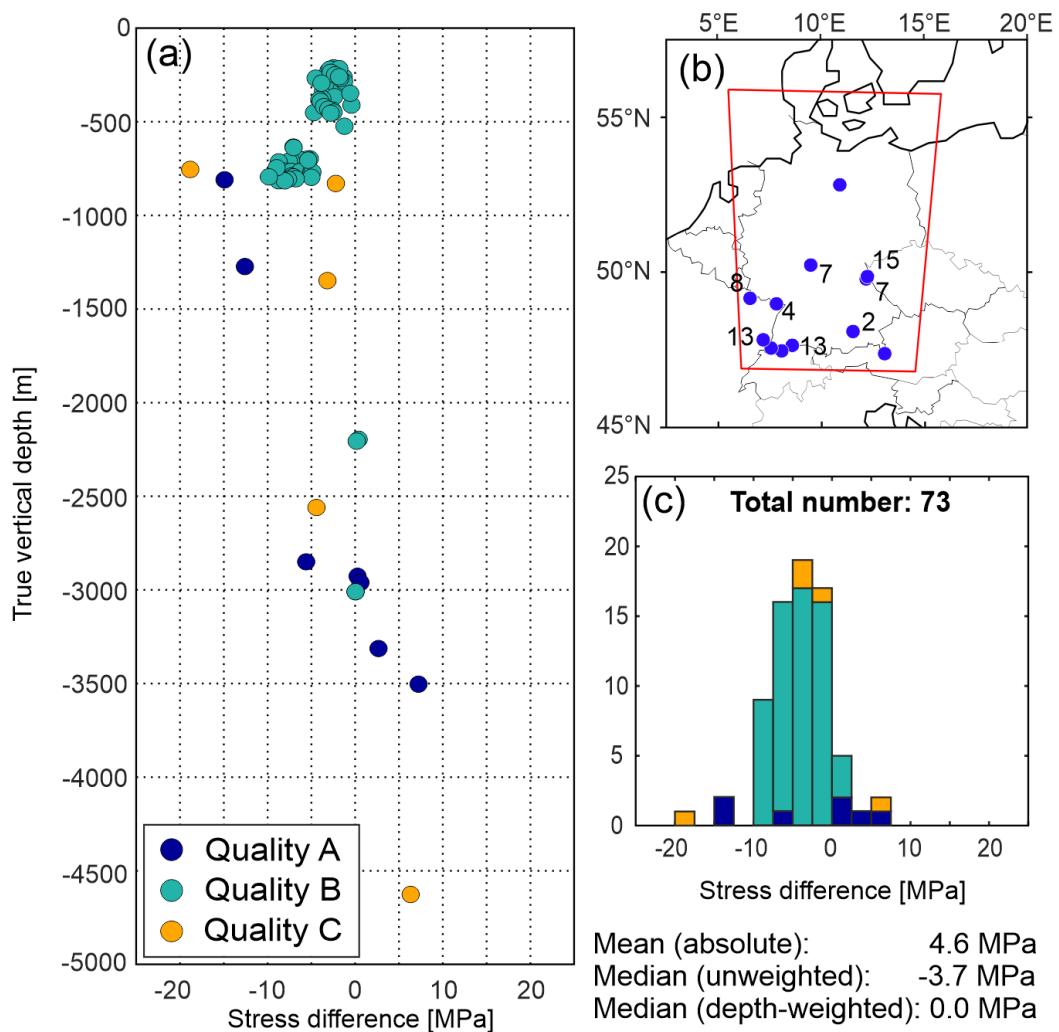 (a)
0
-500
-1000
-1500
-2000
-2500
-3000
-3500
-4000
-4500
-5000
True vertical depth [m]
Quality A
Quality B
Quality C
-20 -10 0 10 20
Stress difference [MPa]
5°E 10°E 15°E 20°E
(b)
55°N
50°N
45°N
15
7
7
8
4
2
13
13
(c)
Total number: 73
25
20
15
10
5
0
-20 -10 0 10 20
Stress difference [MPa]
Mean (absolute): 4.6 MPa
Median (unweighted): -3.7 MPa
Median (depth-weighted): 0.0 MPa